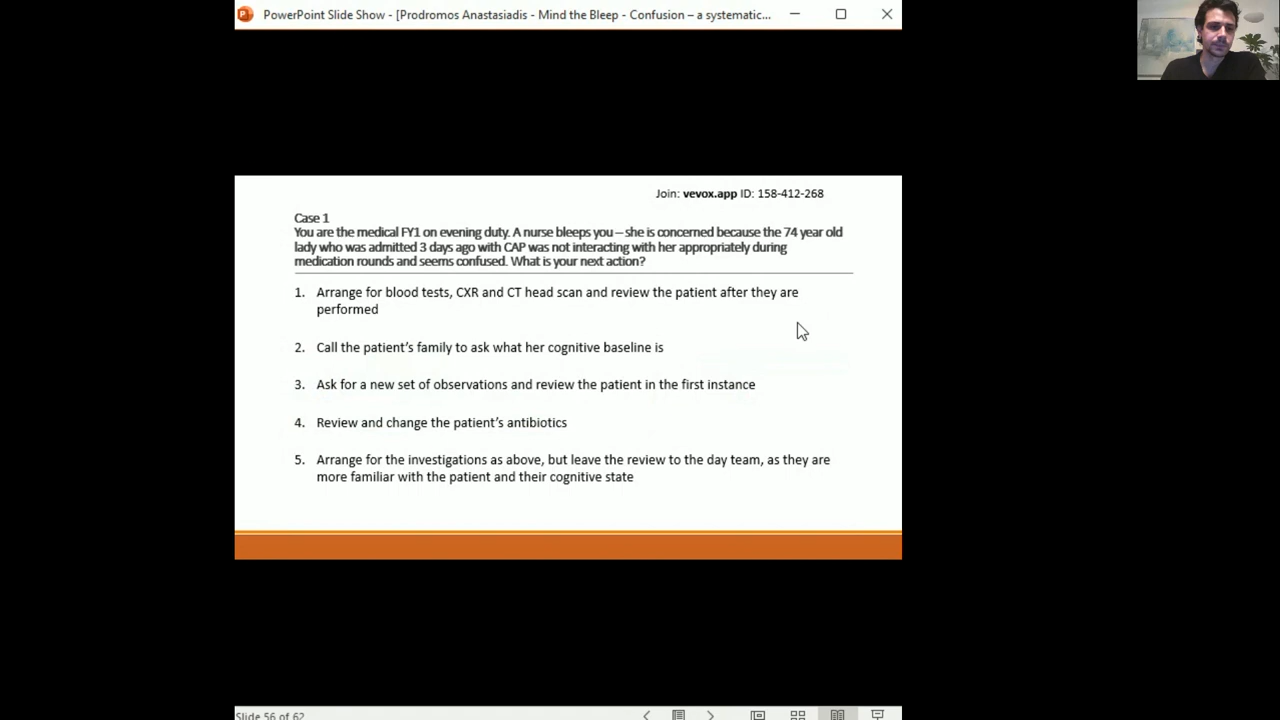 PowerPoint Slide Show - [Prodromos Anastasiadis - Mind the Bleep - Confusion – a systematic...
Join: vevox.app ID: 158-412-268
Case 1
You are the medical FY1 on evening duty. A nurse bleeps you – she is concerned because the 74 year old
lady who was admitted 3 days ago with CAP was not interacting with her appropriately during
medication rounds and seems confused. What is your next action?
1. Arrange for blood tests, CXR and CT head scan and review the patient after they are
performed
2. Call the patient's family to ask what her cognitive baseline is
3. Ask for a new set of observations and review the patient in the first instance
4. Review and change the patient's antibiotics
5. Arrange for the investigations as above, but leave the review to the day team, as they are
more familiar with the patient and their cognitive state
Slide 56 of 62